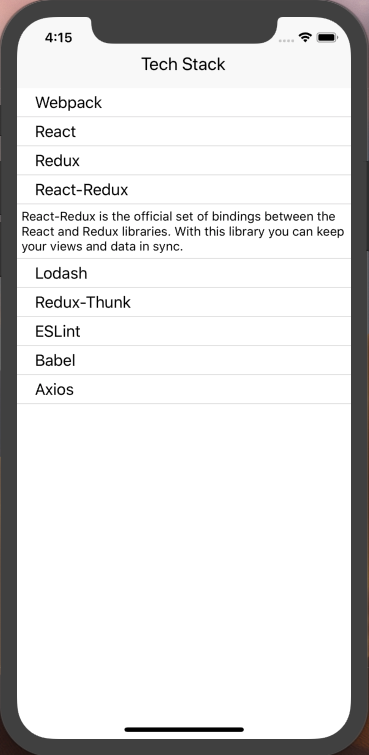 4:15
Tech Stack
Webpack
React
Redux
React-Redux
React-Redux is the official set of bindings between the
React and Redux libraries. With this library you can keep
your views and data in sync.
Lodash
Redux-Thunk
ESLint
Babel
Axios